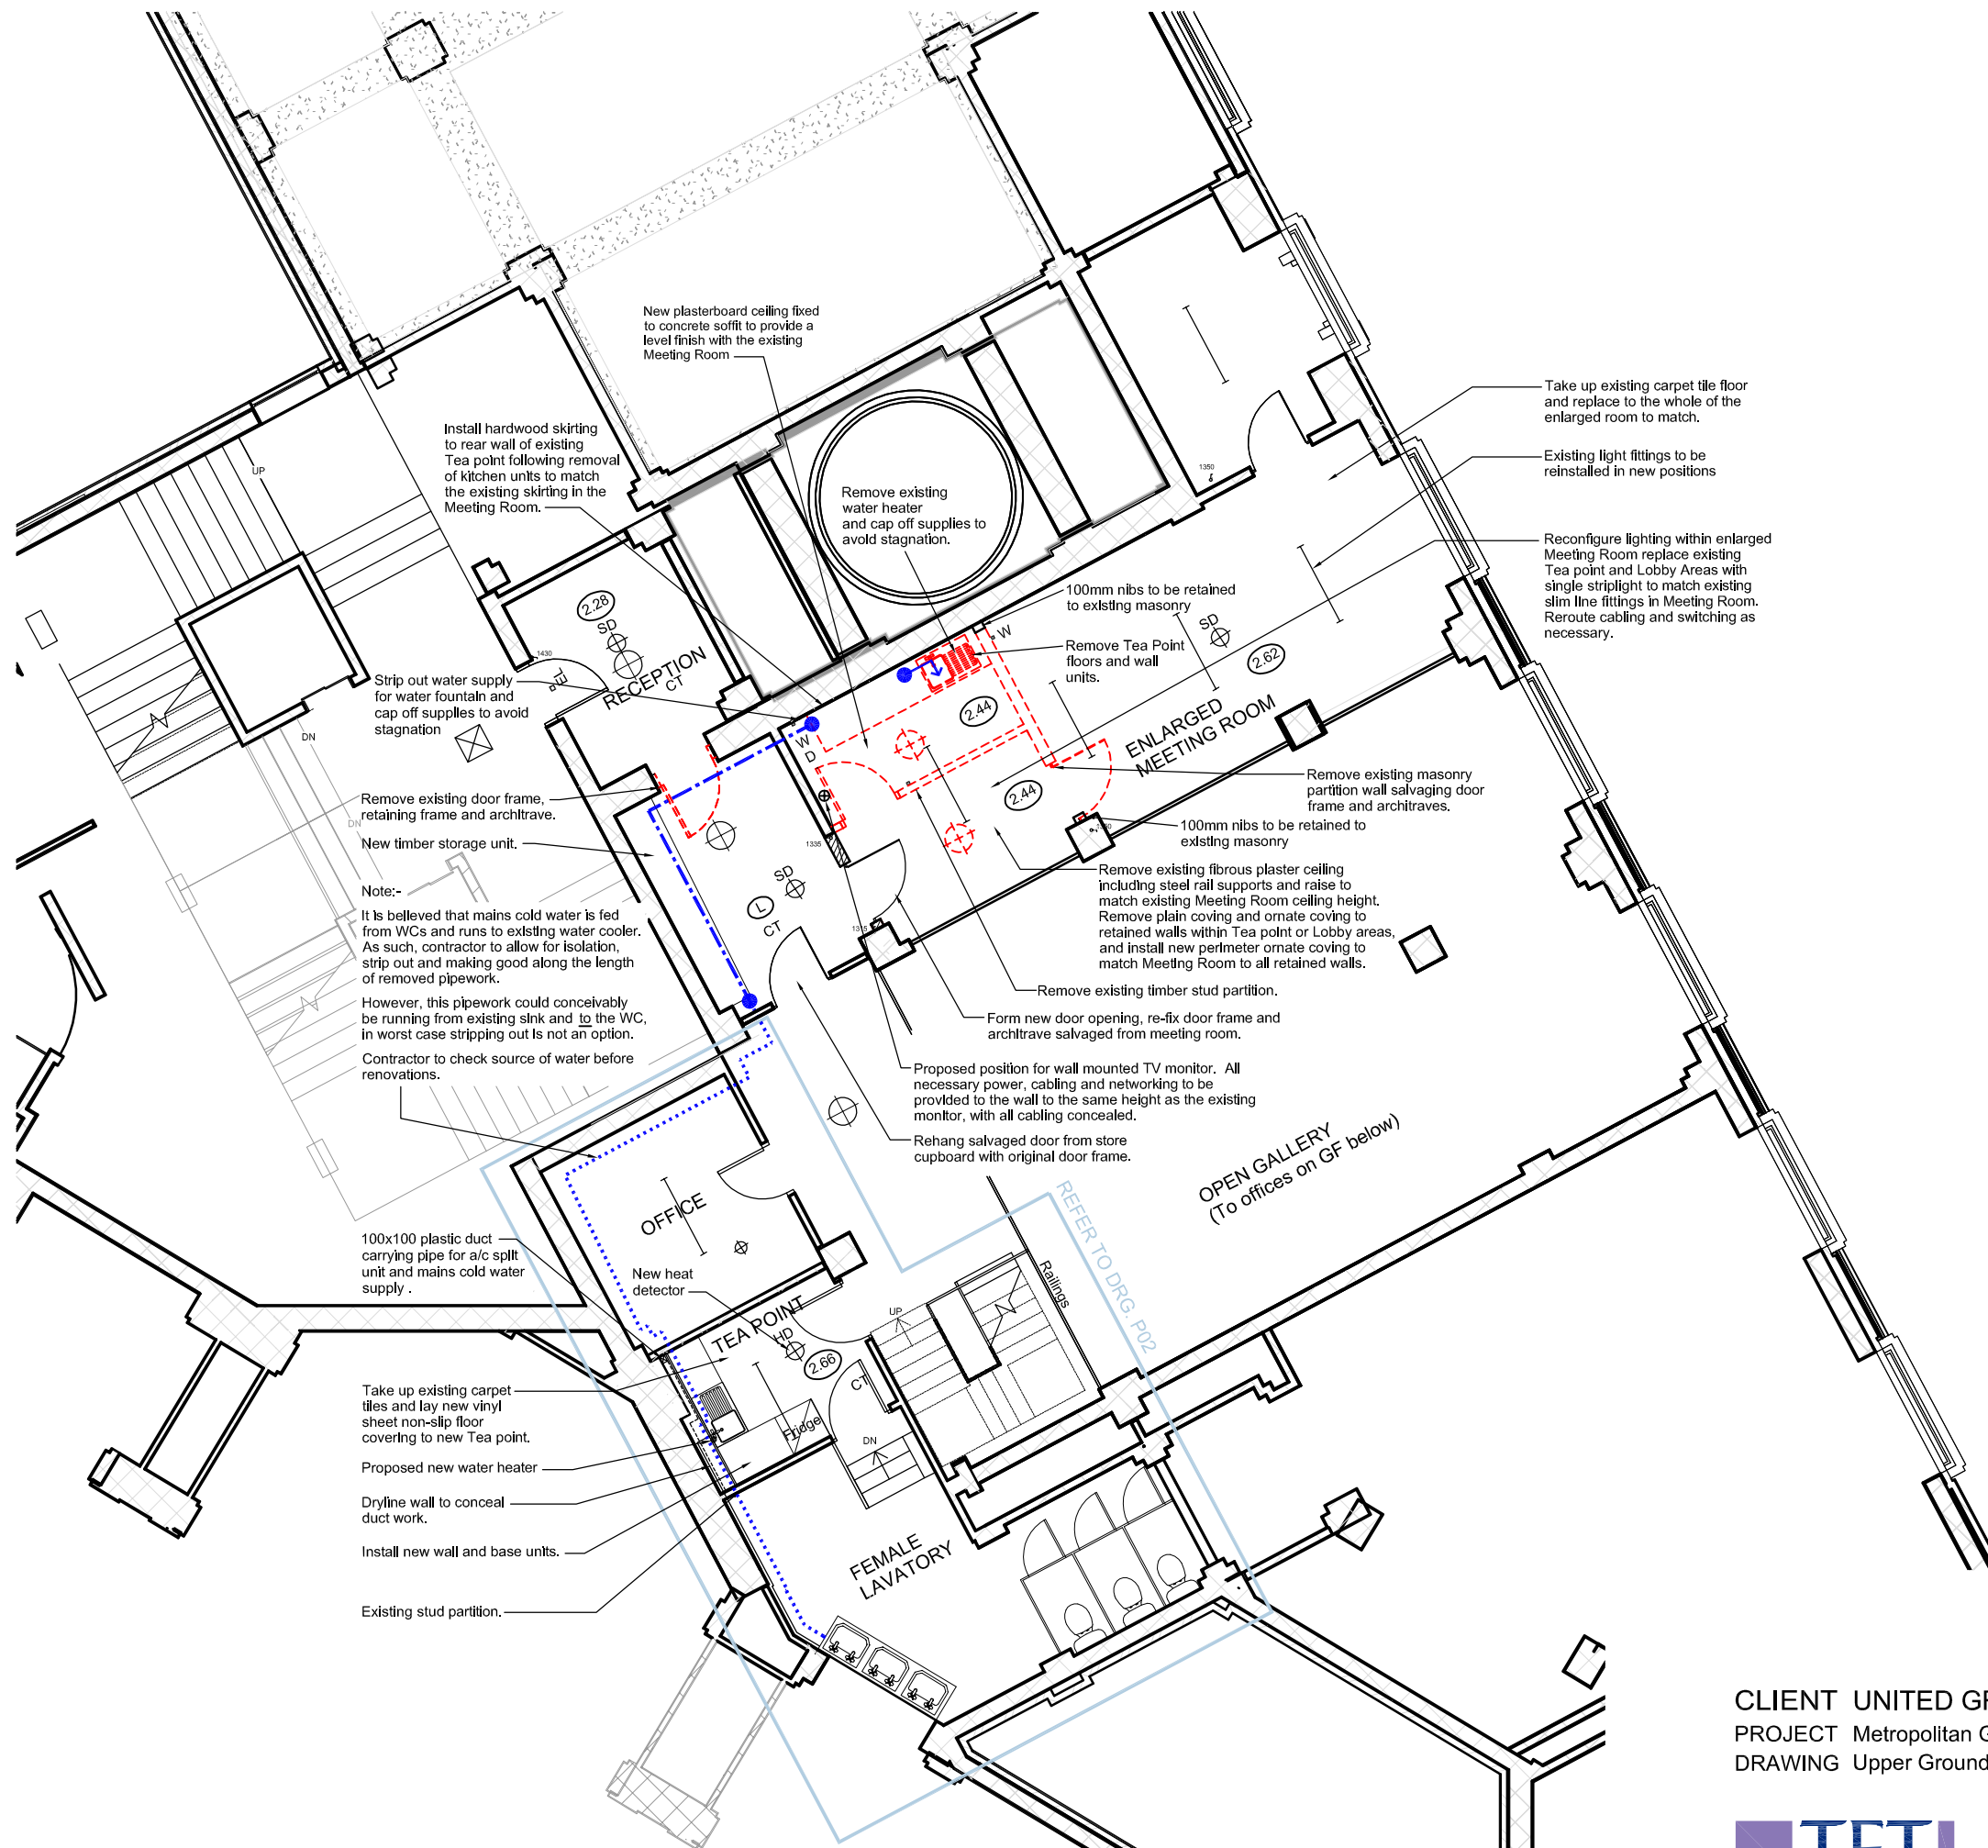 New plasterboard ceiling fixed
to concrete soffit to provide a
level finish with the existing
Meeting Room
Install hardwood skirting
to rear wall of existing
Tea point following removal
of kitchen units to match
the existing skirting in the
Meeting Room.
Remove existing
water heater
and cap off supplies to
avoid stagnation.
Take up existing carpet tile floor
and replace to the whole of the
enlarged room to match.
Existing light fittings to be
reinstalled in new positions
Reconfigure lighting within enlarged
Meeting Room replace existing
Tea point and Lobby Areas with
single striplight to match existing
slim line fittings in Meeting Room.
Reroute cabling and switching as
necessary.
UP
1350
100mm nibs to be retained
to existing masonry
W
Remove Tea Point
floors and wall
units.
SD
2.62
2.28
SD
RECEPTION
CT
1430
FE
Strip out water supply
for water fountain and
cap off supplies to avoid
stagnation
DN
2.44
ENLARGED
MEETING ROOM
W
D
2.44
Remove existing masonry
partition wall salvaging door
frame and architraves.
100mm nibs to be retained to
existing masonry
Remove existing door frame,
retaining frame and architrave.
DN
New timber storage unit.
1335
SD
L
CT
1315
Remove existing fibrous plaster ceiling
including steel rail supports and raise to
match existing Meeting Room ceiling height.
Remove plain coving and ornate coving to
retained walls within Tea point or Lobby areas,
and install new perimeter ornate coving to
match Meeting Room to all retained walls.
Note:-
It is believed that mains cold water is fed
from WCs and runs to existing water cooler.
As such, contractor to allow for isolation,
strip out and making good along the length
of removed pipework.
However, this pipework could conceivably
be running from existing sink and to the WC,
in worst case stripping out is not an option.
Contractor to check source of water before
renovations.
Remove existing timber stud partition.
Form new door opening, re-fix door frame and
architrave salvaged from meeting room.
Proposed position for wall mounted TV monitor. All
necessary power, cabling and networking to be
provided to the wall to the same height as the existing
monitor, with all cabling concealed.
Rehang salvaged door from store
cupboard with original door frame.
OPEN GALLERY
(To offices on GF below)
REFER TO DRG. P02
OFFICE
100x100 plastic duct
carrying pipe for a/c split
unit and mains cold water
supply .
New heat
detector
Railings
TEA POINT
HD
2.66
UP
CT
Take up existing carpet
tiles and lay new vinyl
sheet non-slip floor
covering to new Tea point.
Fridge
DN
Proposed new water heater
Dryline wall to conceal
duct work.
Install new wall and base units.
FEMALE
LAVATORY
Existing stud partition.
CLIENT UNITED GR
PROJECT Metropolitan G
DRAWING Upper Ground
TFT